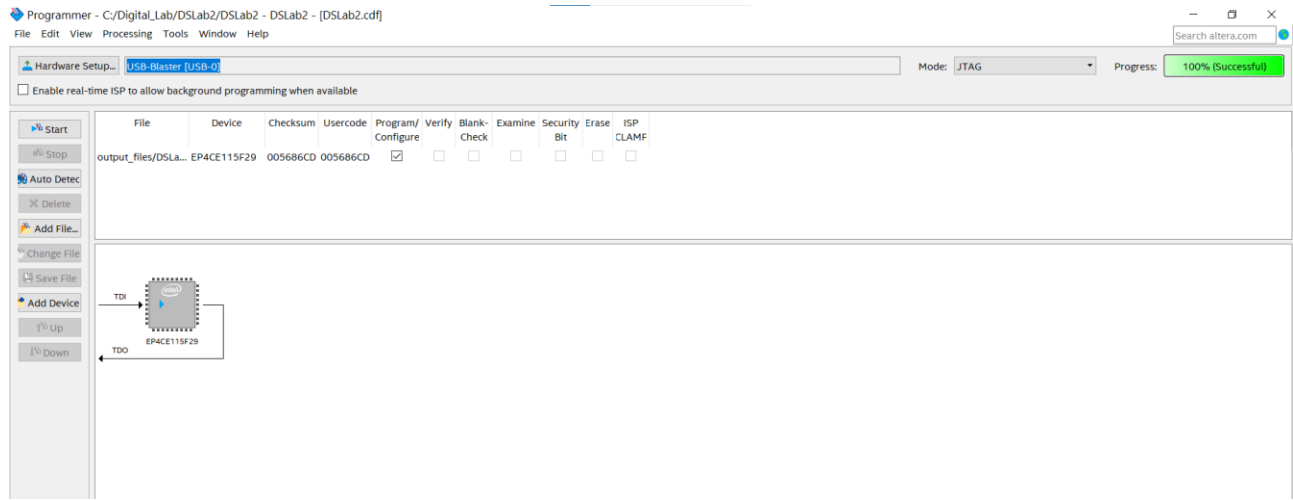 Programmer - C:/Digital_Lab/DSLab2/DSLab2 - DSLab2 - [DSLab2.cdf]
File Edit View Processing Tools Window Help
Search altera.com
Hardware Setup... USB-Blaster [USB-0] Mode: JTAG Progress: 100% (Successful)
Enable real-time ISP to allow background programming when available
File Device Checksum Usercode Program/ Verify Blank- Examine Security Erase ISP
Configure Check Bit CLAMF
output_files/DSLa... EP4CE115F29 005686CD 005686CD
Start
Stop
Auto Detec
Delete
Add File...
Change File
Save File
Add Device
Up
Down
TDI
intel
EP4CE115F29
TDO